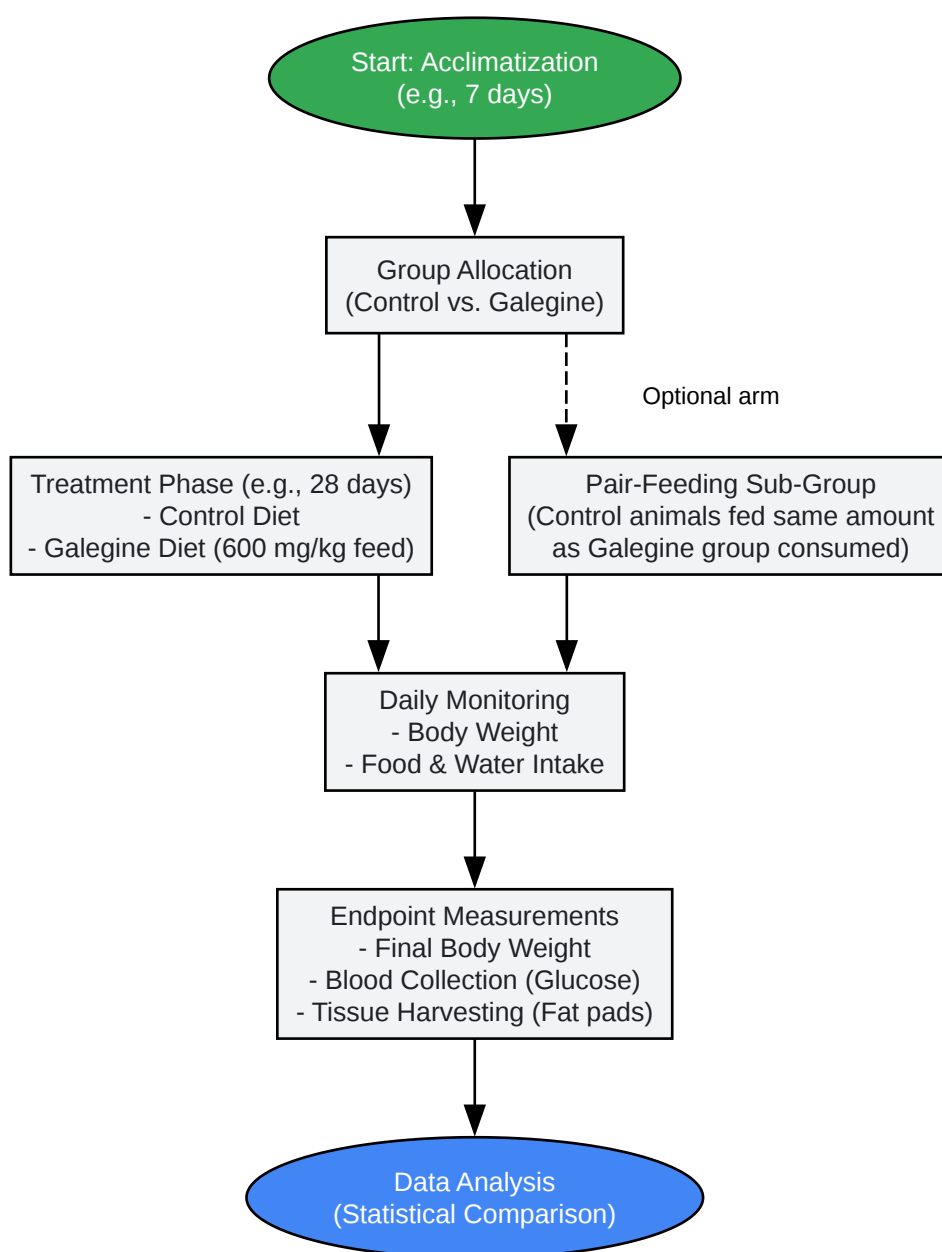 Start: Acclimatization
(e.g., 7 days)
Group Allocation
(Control vs. Galegine)
Optional arm
Treatment Phase (e.g., 28 days)
- Control Diet
- Galegine Diet (600 mg/kg feed)
Pair-Feeding Sub-Group
(Control animals fed same amount
as Galegine group consumed)
Daily Monitoring
- Body Weight
- Food & Water Intake
Endpoint Measurements
- Final Body Weight
- Blood Collection (Glucose)
- Tissue Harvesting (Fat pads)
Data Analysis
(Statistical Comparison)